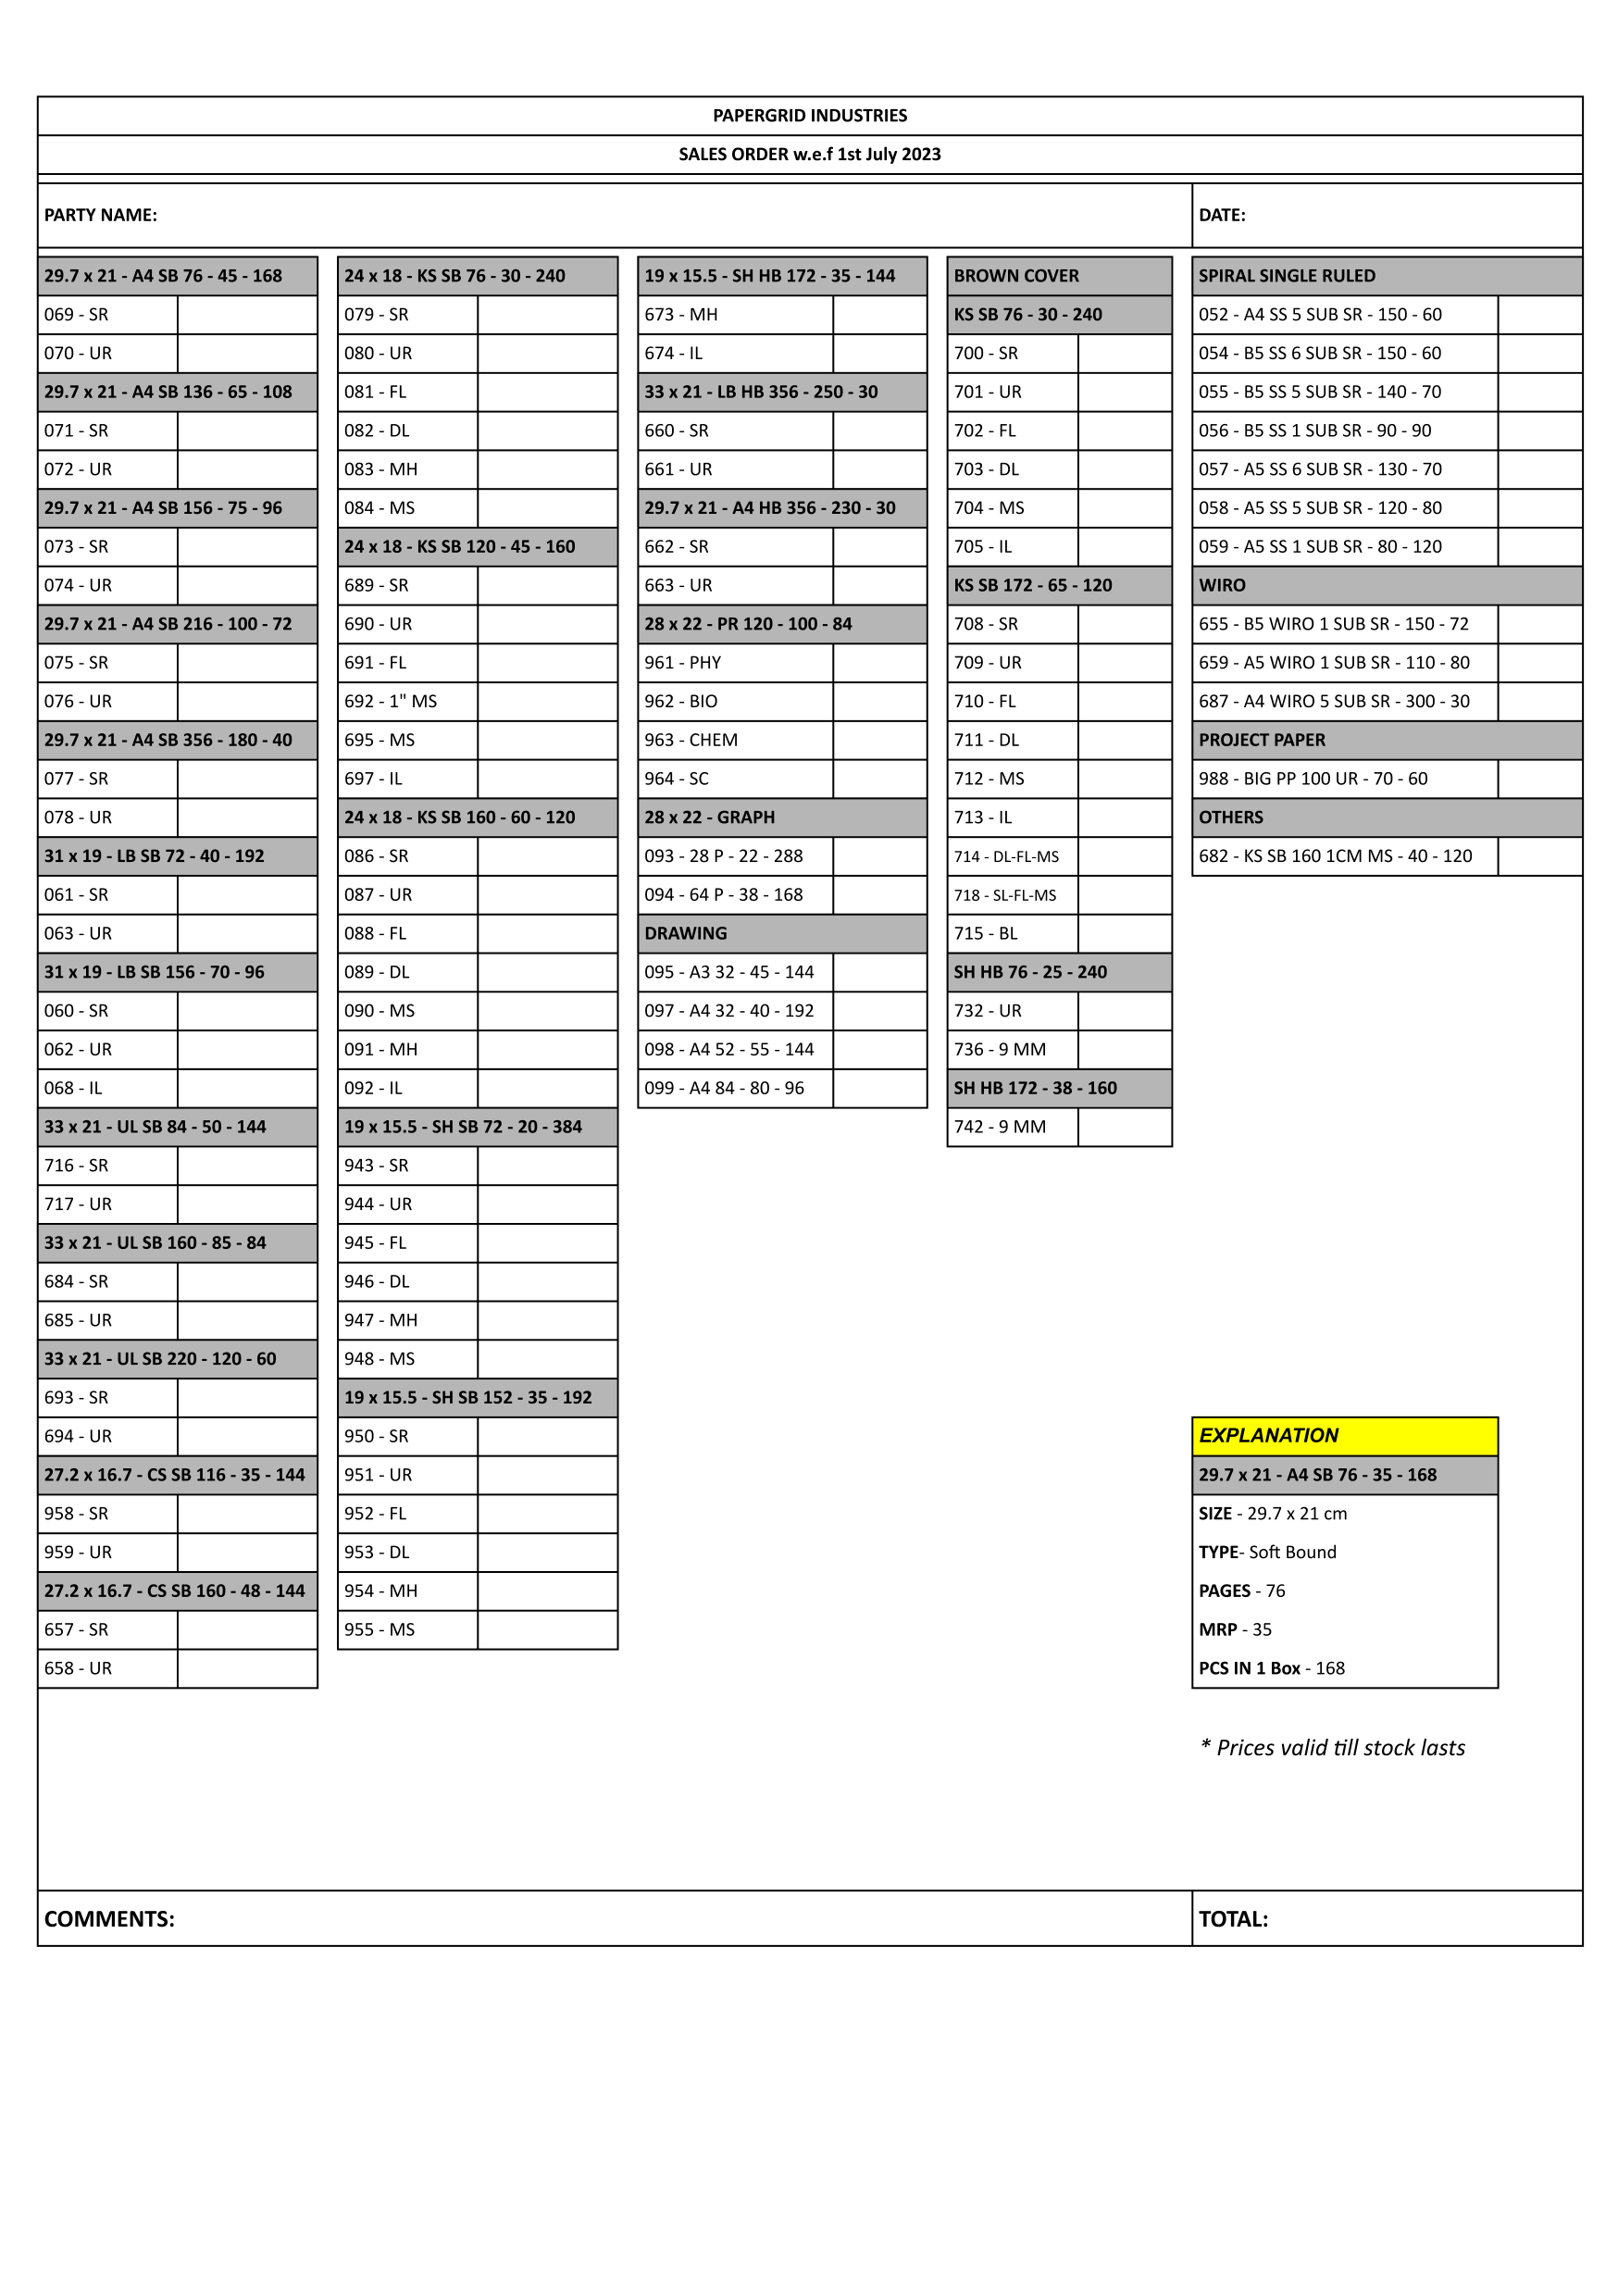 PAPERGRID INDUSTRIES
SALES ORDER w.e.f 1st July 2023
PARTY NAME:
DATE:
29.7 x 21 - A4 SB 76 - 45 - 168
069 - SR
070 - UR
29.7 x 21 - A4 SB 136 - 65 - 108
071 - SR
072 - UR
29.7 x 21 - A4 SB 156 - 75 - 96
073 - SR
074 - UR
29.7 x 21 - A4 SB 216 - 100 - 72
075 - SR
076 - UR
29.7 x 21 - A4 SB 356 - 180 - 40
077 - SR
078 - UR
31 x 19 - LB SB 72 - 40 - 192
061 - SR
063 - UR
31 x 19 - LB SB 156 - 70 - 96
060 - SR
062 - UR
068 - IL
33 x 21 - UL SB 84 - 50 - 144
716 - SR
717 - UR
33 x 21 - UL SB 160 - 85 - 84
684 - SR
685 - UR
33 x 21 - UL SB 220 - 120 - 60
693 - SR
694 - UR
27.2 x 16.7 - CS SB 116 - 35 - 144
958 - SR
959 - UR
27.2 x 16.7 - CS SB 160 - 48 - 144
657 - SR
658 - UR
24 x 18 - KS SB 76 - 30 - 240
079 - SR
080 - UR
081 - FL
082 - DL
083 - MH
084 - MS
24 x 18 - KS SB 120 - 45 - 160
689 - SR
690 - UR
691 - FL
692 - 1" MS
695 - MS
697 - IL
24 x 18 - KS SB 160 - 60 - 120
086 - SR
087 - UR
088 - FL
089 - DL
090 - MS
091 - MH
092 - IL
19 x 15.5 - SH SB 72 - 20 - 384
943 - SR
944 - UR
945 - FL
946 - DL
947 - MH
948 - MS
19 x 15.5 - SH SB 152 - 35 - 192
950 - SR
951 - UR
952 - FL
953 - DL
954 - MH
955 - MS
19 x 15.5 - SH HB 172 - 35 - 144
673 - MH
674 - IL
33 x 21 - LB HB 356 - 250 - 30
660 - SR
661 - UR
29.7 x 21 - A4 HB 356 - 230 - 30
662 - SR
663 - UR
28 x 22 - PR 120 - 100 - 84
961 - PHY
962 - BIO
963 - CHEM
964 - SC
28 x 22 - GRAPH
093 - 28 P - 22 - 288
094 - 64 P - 38 - 168
DRAWING
095 - A3 32 - 45 - 144
097 - A4 32 - 40 - 192
098 - A4 52 - 55 - 144
099 - A4 84 - 80 - 96
BROWN COVER
KS SB 76 - 30 - 240
700 - SR
701 - UR
702 - FL
703 - DL
704 - MS
705 - IL
KS SB 172 - 65 - 120
708 - SR
709 - UR
710 - FL
711 - DL
712 - MS
713 - IL
714 - DL-FL-MS
718 - SL-FL-MS
715 - BL
SH HB 76 - 25 - 240
732 - UR
736 - 9 MM
SH HB 172 - 38 - 160
742 - 9 MM
SPIRAL SINGLE RULED
052 - A4 SS 5 SUB SR - 150 - 60
054 - B5 SS 6 SUB SR - 150 - 60
055 - B5 SS 5 SUB SR - 140 - 70
056 - B5 SS 1 SUB SR - 90 - 90
057 - A5 SS 6 SUB SR - 130 - 70
058 - A5 SS 5 SUB SR - 120 - 80
059 - A5 SS 1 SUB SR - 80 - 120
WIRO
655 - B5 WIRO 1 SUB SR - 150 - 72
659 - A5 WIRO 1 SUB SR - 110 - 80
687 - A4 WIRO 5 SUB SR - 300 - 30
PROJECT PAPER
988 - BIG PP 100 UR - 70 - 60
OTHERS
682 - KS SB 160 1CM MS - 40 - 120
EXPLANATION
29.7 x 21 - A4 SB 76 - 35 - 168
SIZE - 29.7 x 21 cm
TYPE- Soft Bound
PAGES - 76
MRP - 35
PCS IN 1 Box - 168
* Prices valid till stock lasts
COMMENTS:
TOTAL: